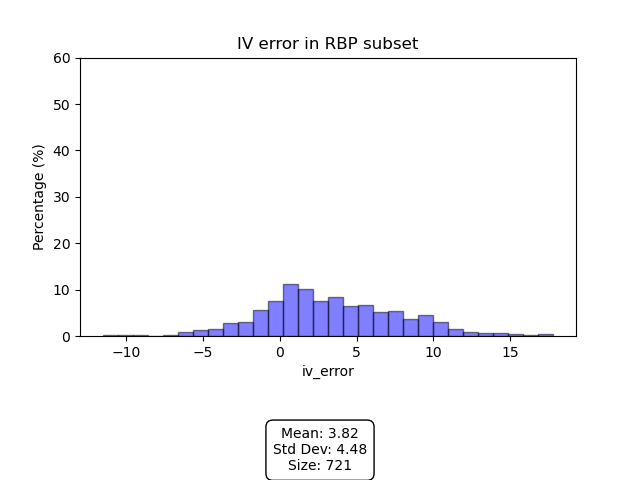 IV error in RBP subset
Percentage (%)
60
50
40
30
20
10
0
−10 −5 0 5 10 15
iv_error
Mean: 3.82
Std Dev: 4.48
Size: 721